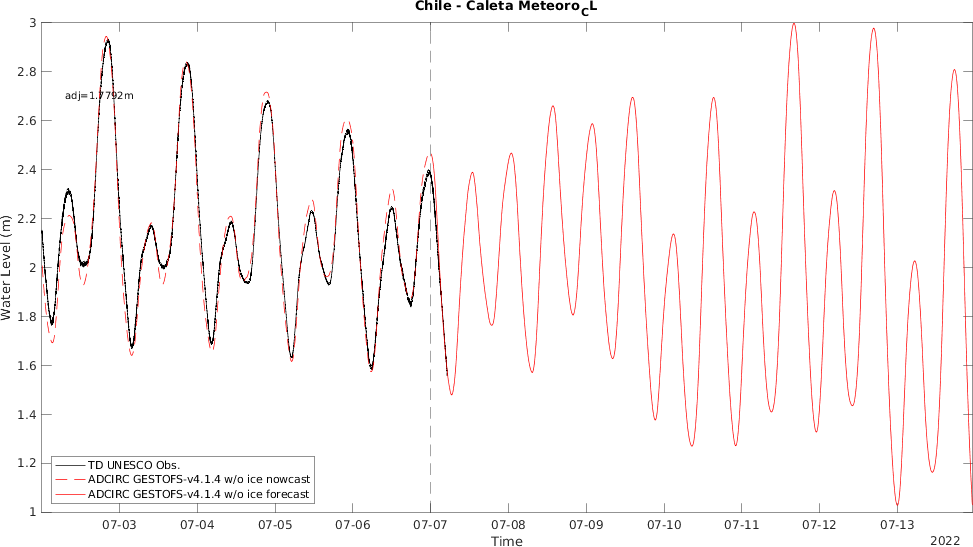 Chile - Caleta Meteoro_CL
3
2.8
adj=1.7792m
2.6
2.4
2.2
2
1.8
1.6
1.4
1.2
1
Water Level (m)
TD UNESCO Obs.
ADCIRC GESTOFS-v4.1.4 w/o ice nowcast
ADCIRC GESTOFS-v4.1.4 w/o ice forecast
07-03 07-04 07-05 07-06 07-07 07-08 07-09 07-10 07-11 07-12 07-13
Time
2022